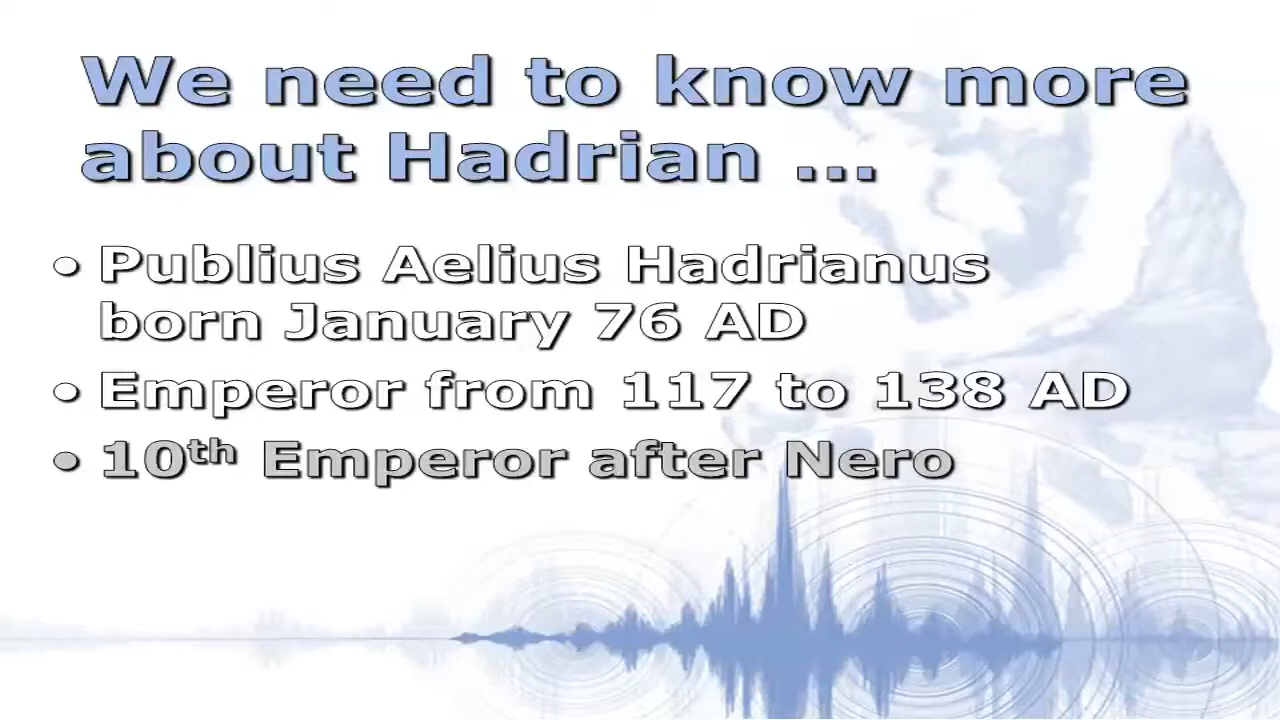 We need to know more
about Hadrian ...
• Publius Aelius Hadrianus
born January 76 AD
• Emperor from 117 to 138 AD
• 10th Emperor after Nero